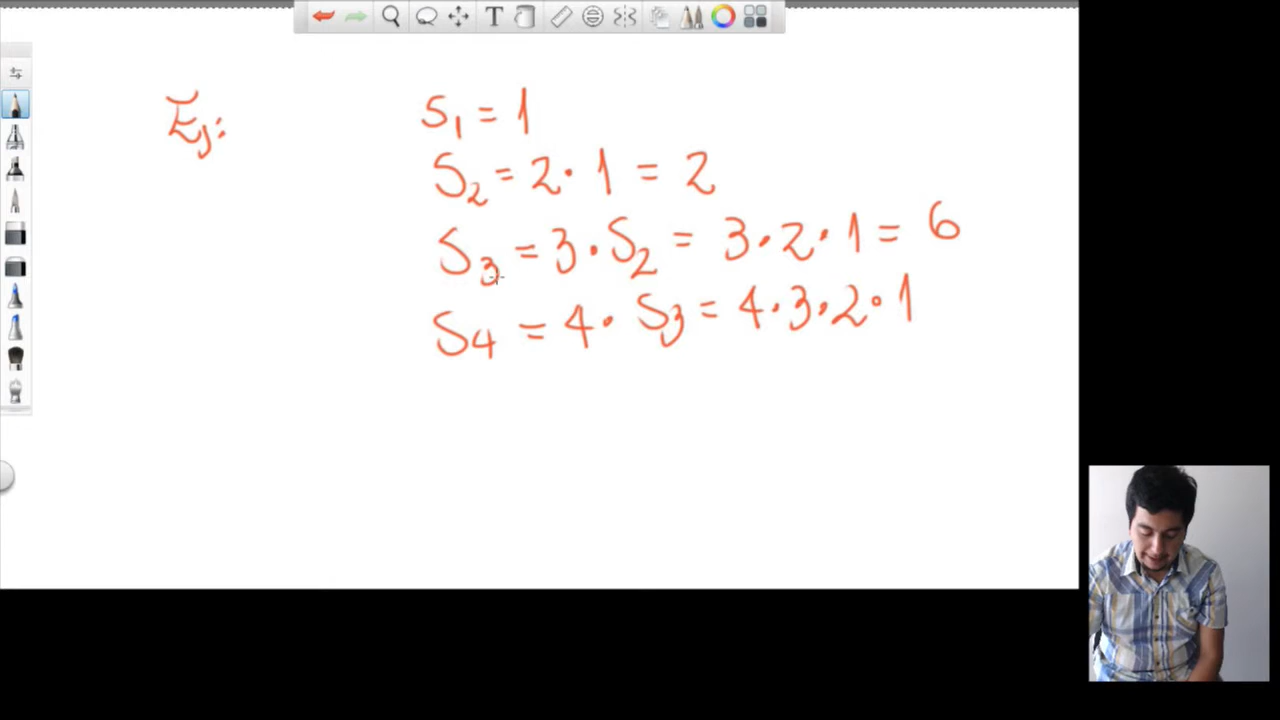 Ej:
S₁ = 1
S₂ = 2 · 1 = 2
S₃ = 3 · S₂ = 3 · 2 · 1 = 6
S₄ = 4 · S₃ = 4 · 3 · 2 · 1